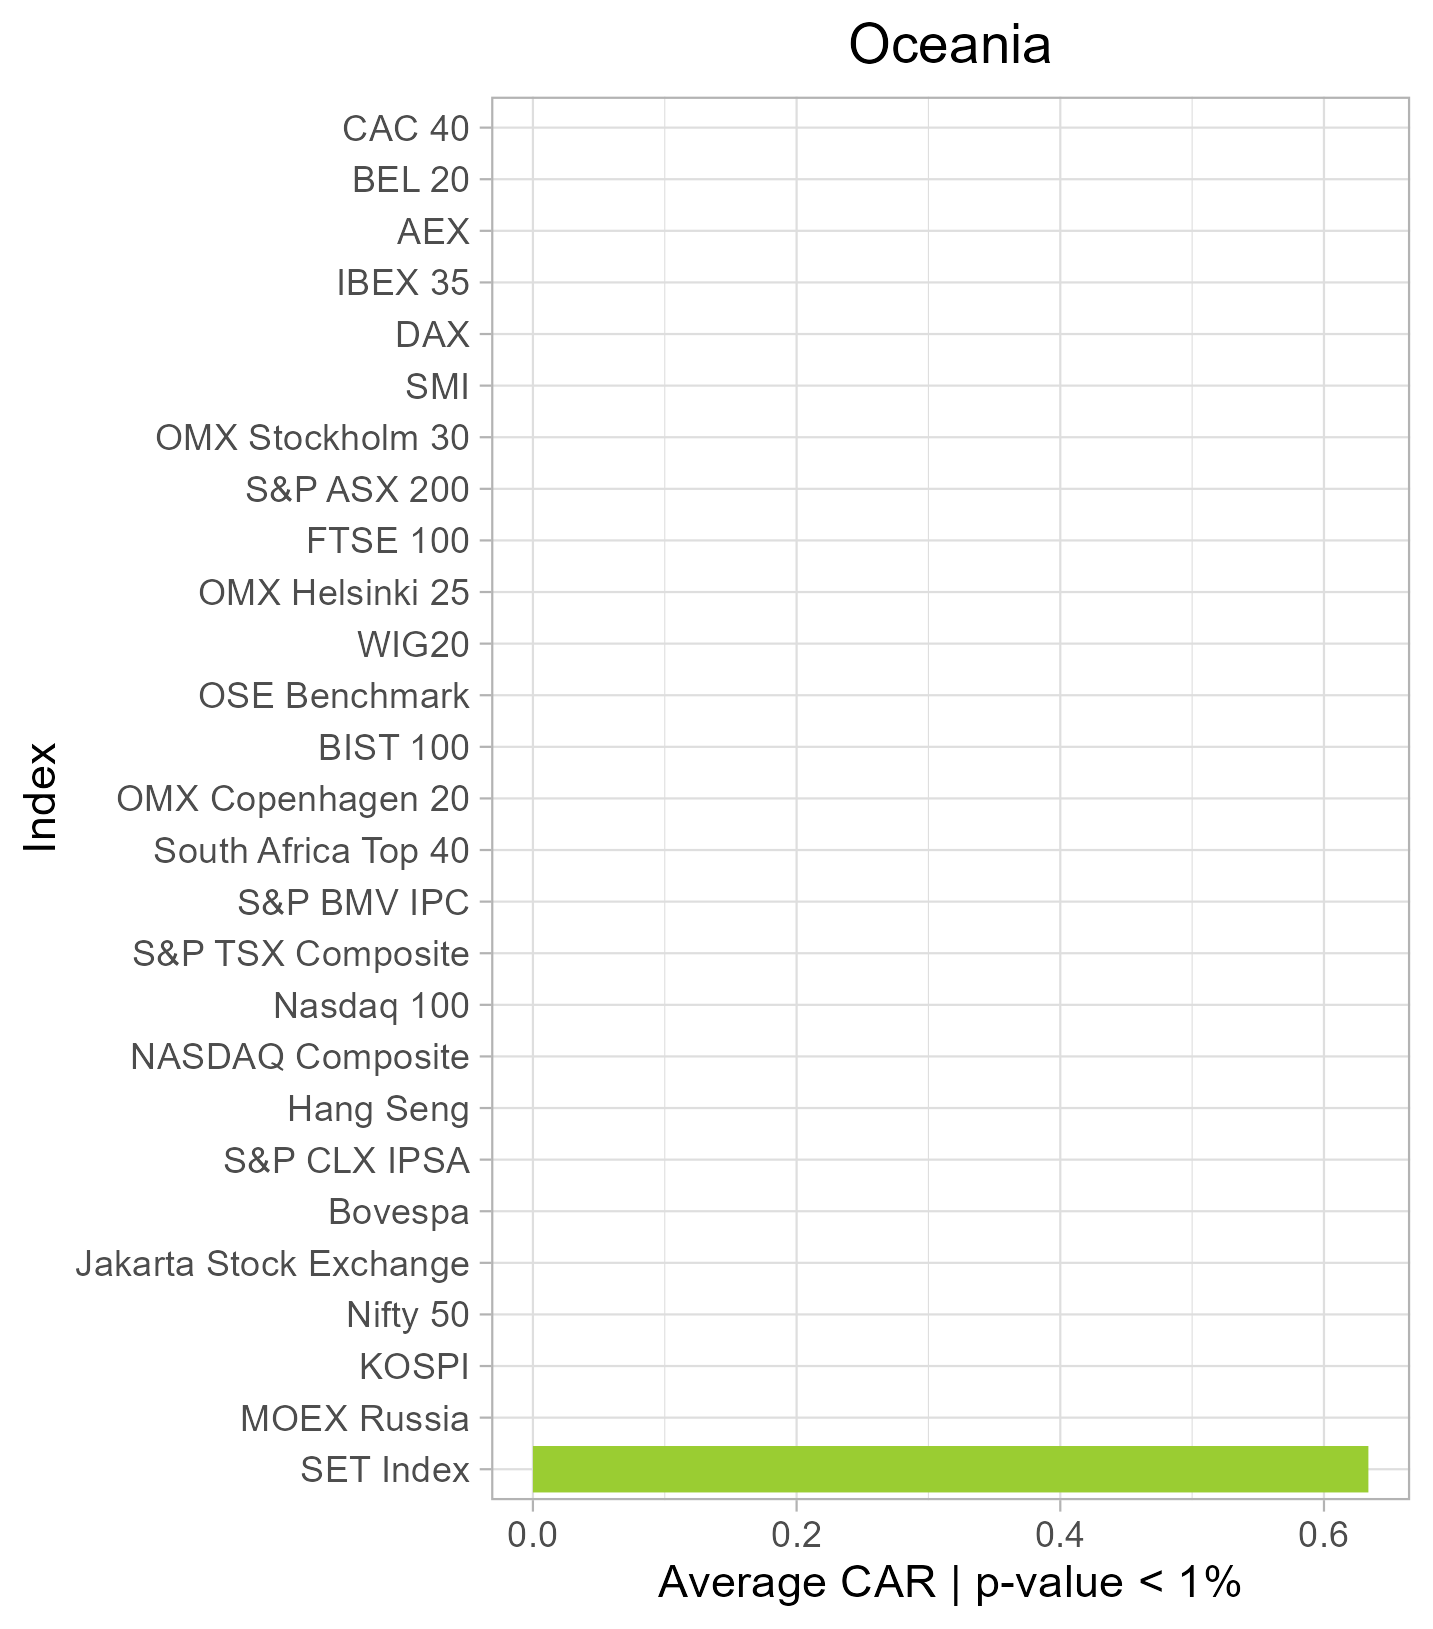 Oceania
CAC 40
BEL 20
AEX
IBEX 35
DAX
SMI
OMX Stockholm 30
S&P ASX 200
FTSE 100
OMX Helsinki 25
WIG20
OSE Benchmark
BIST 100
OMX Copenhagen 20
South Africa Top 40
S&P BMV IPC
S&P TSX Composite
Nasdaq 100
NASDAQ Composite
Hang Seng
S&P CLX IPSA
Bovespa
Jakarta Stock Exchange
Nifty 50
KOSPI
MOEX Russia
SET Index
Index
0.0 0.2 0.4 0.6
Average CAR | p-value < 1%